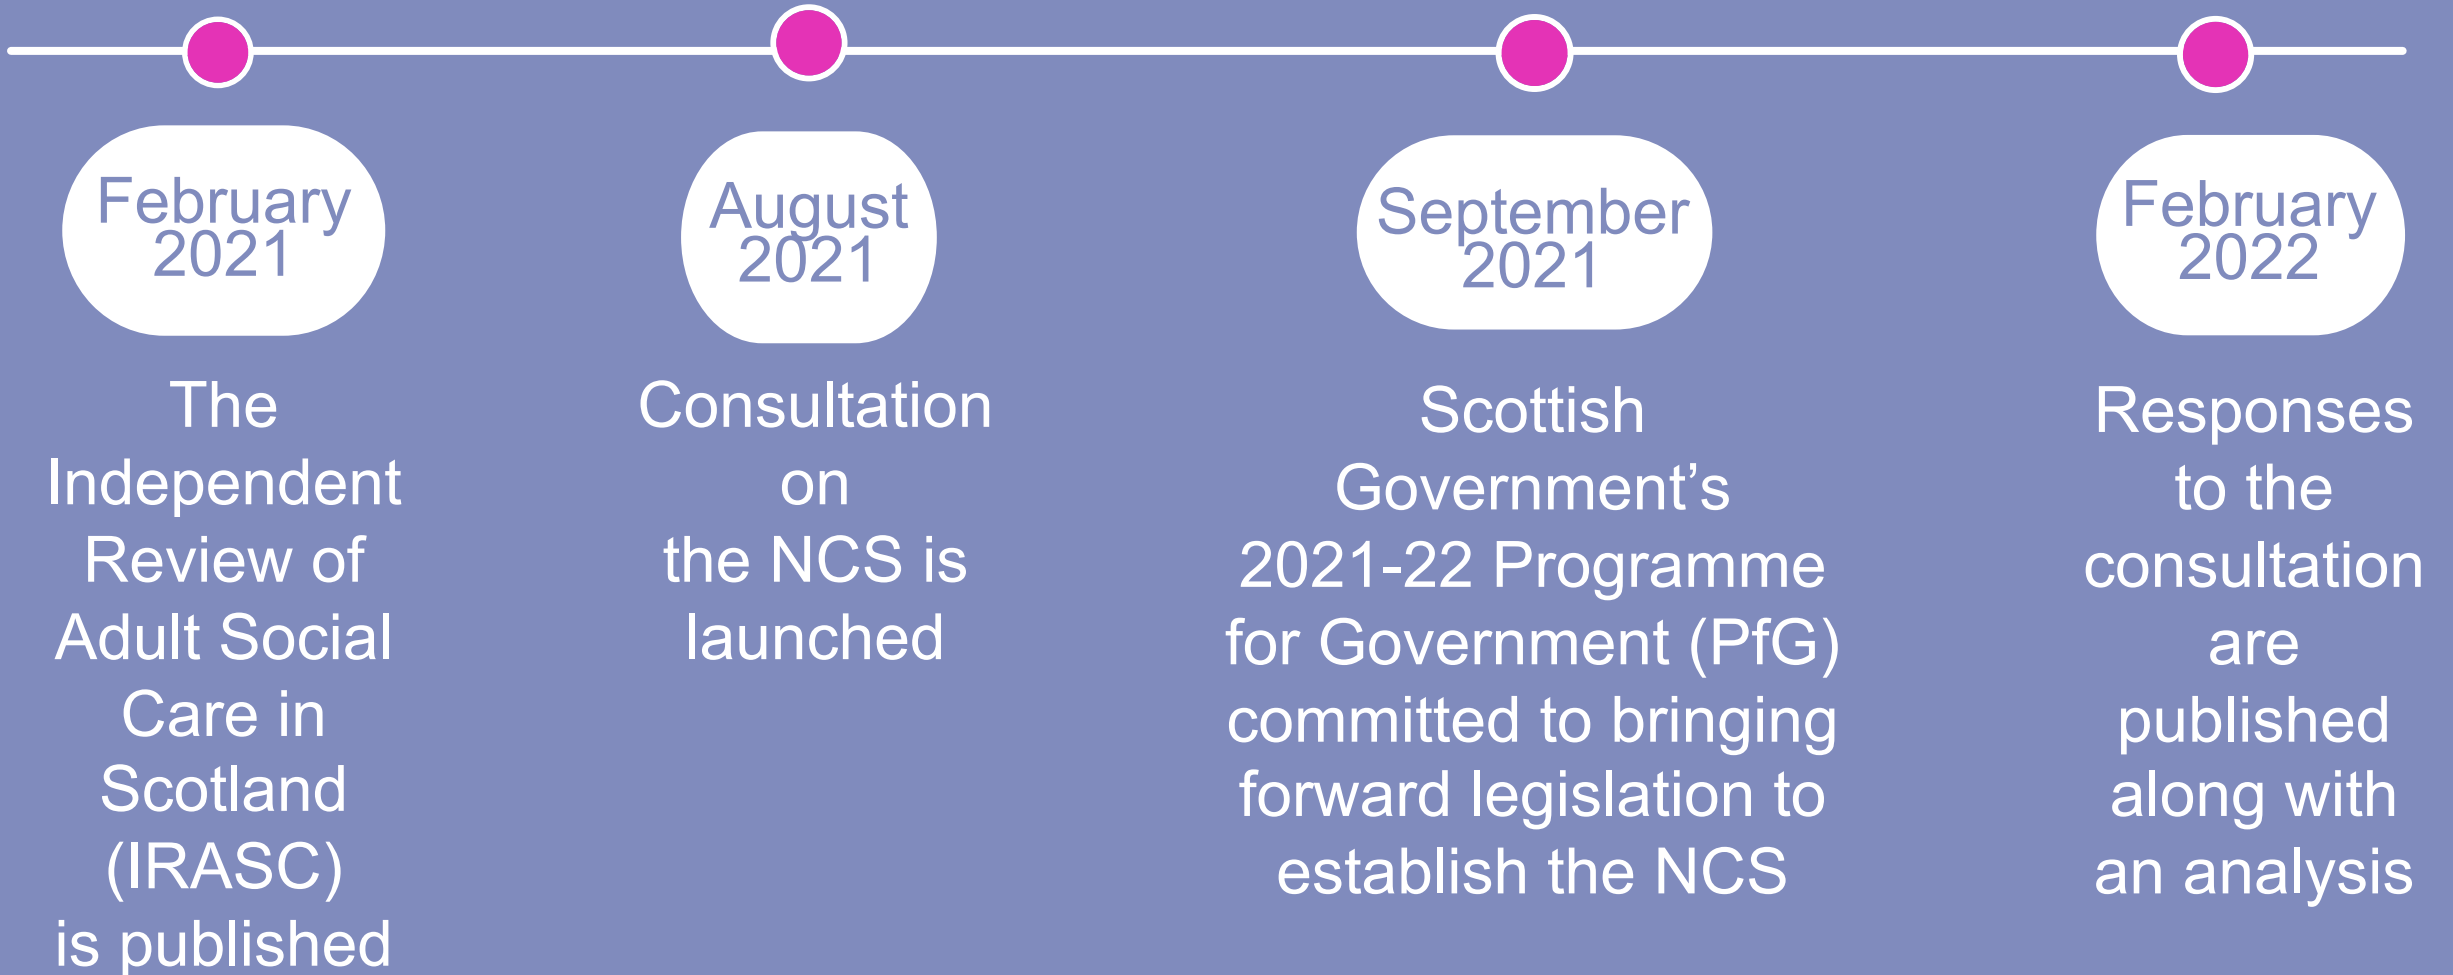 February
2021
The
Independent
Review of
Adult Social
Care in
Scotland
(IRASC)
is published
August
2021
Consultation
on
the NCS is
launched
September
2021
Scottish
Government’s
2021-22 Programme
for Government (PfG)
committed to bringing
forward legislation to
establish the NCS
February
2022
Responses
to the
consultation
are
published
along with
an analysis